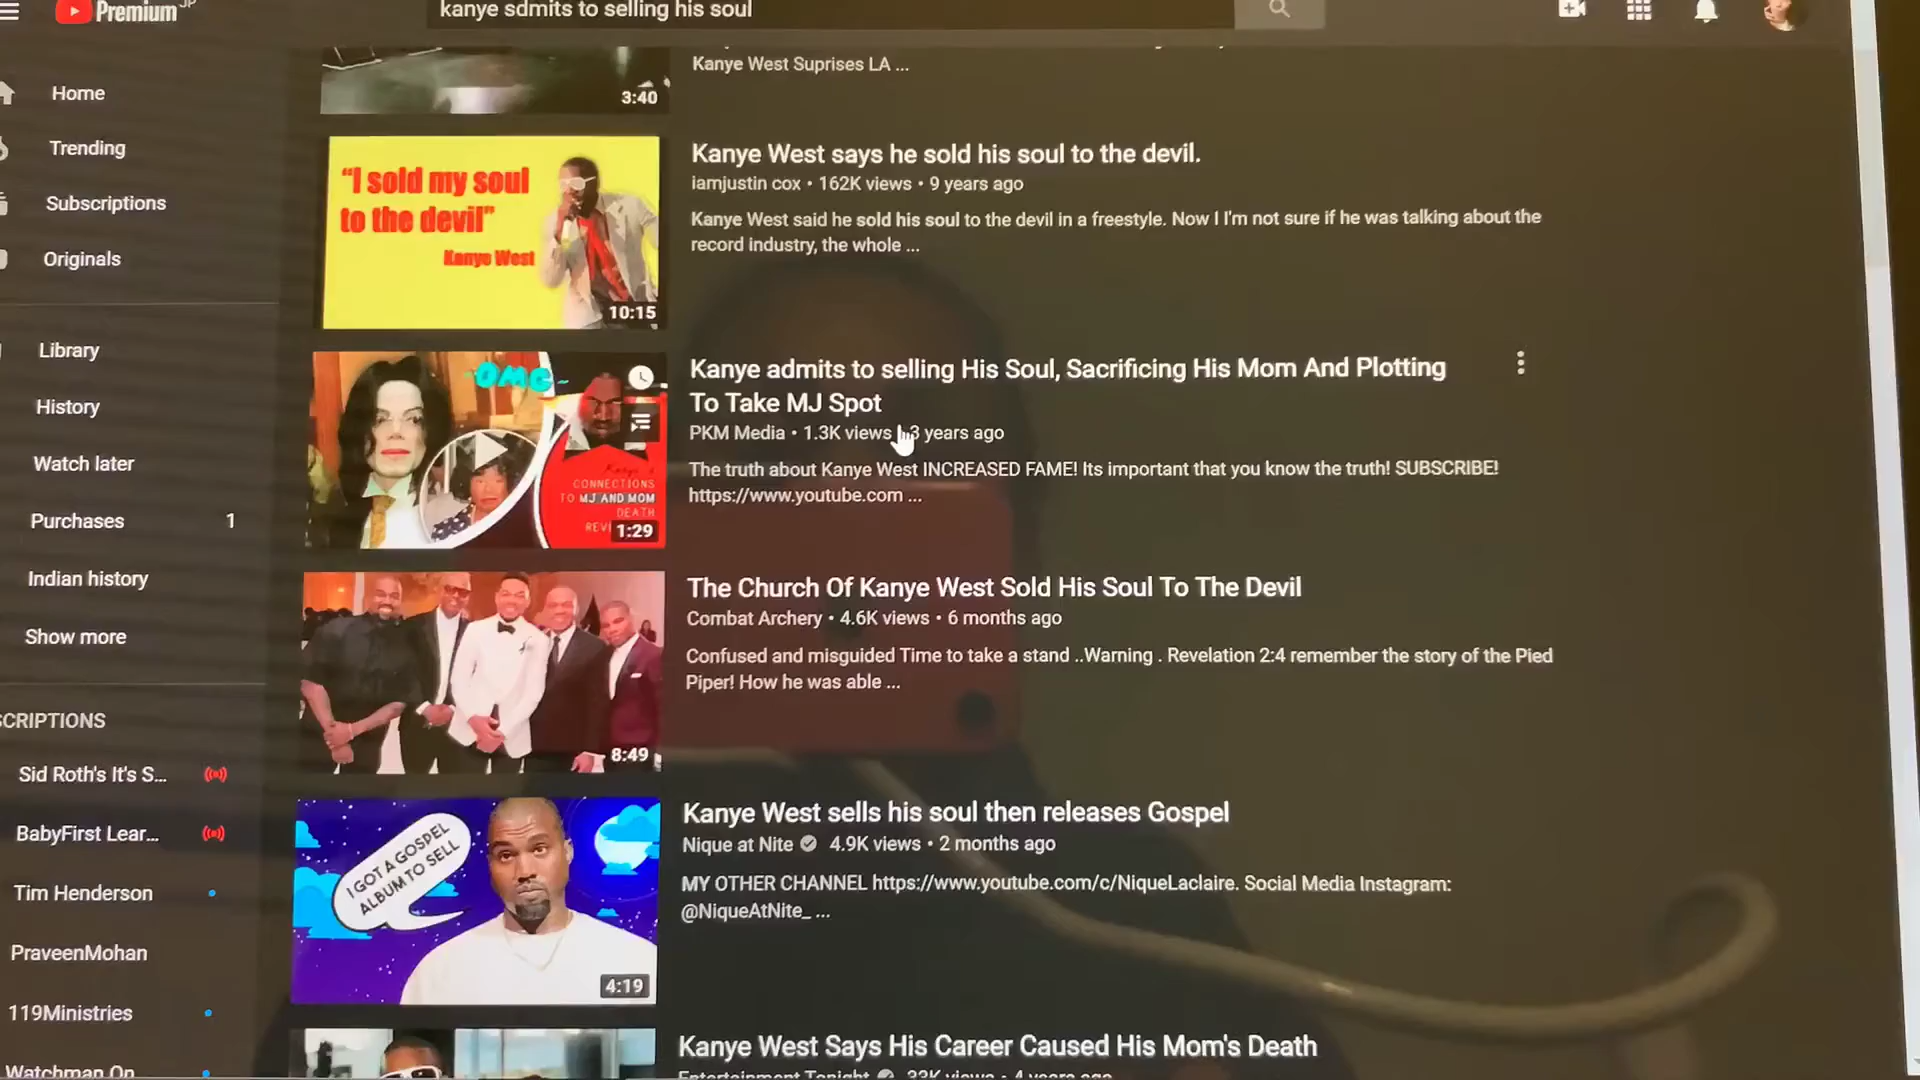 Premium JP
kanye sdmits to selling his soul
Home
Trending
Subscriptions
Originals
Library
History
Watch later
Purchases 1
Indian history
Show more
SCRIPTIONS
Sid Roth's It's S...
BabyFirst Lear...
Tim Henderson
PraveenMohan
119Ministries
Watchman On
Kanye West Suprises LA ...
3:40
"I sold my soul
to the devil"
Kanye West
10:15
Kanye West says he sold his soul to the devil.
iamjustin cox • 162K views • 9 years ago
Kanye West said he sold his soul to the devil in a freestyle. Now I I'm not sure if he was talking about the
record industry, the whole ...
OMG
CONNECTIONS
TO MJ AND MOM
DEATH
1:29
Kanye admits to selling His Soul, Sacrificing His Mom And Plotting
To Take MJ Spot
PKM Media • 1.3K views 3 years ago
The truth about Kanye West INCREASED FAME! Its important that you know the truth! SUBSCRIBE!
https://www.youtube.com ...
8:49
The Church Of Kanye West Sold His Soul To The Devil
Combat Archery • 4.6K views • 6 months ago
Confused and misguided Time to take a stand ..Warning . Revelation 2:4 remember the story of the Pied
Piper! How he was able ...
I GOT A GOSPEL
ALBUM TO SELL
4:19
Kanye West sells his soul then releases Gospel
Nique at Nite 4.9K views • 2 months ago
MY OTHER CHANNEL https://www.youtube.com/c/NiqueLaclaire. Social Media Instagram:
@NiqueAtNite_ ...
Kanye West Says His Career Caused His Mom's Death
Entertainment Tonight 33K views • 4 years ago